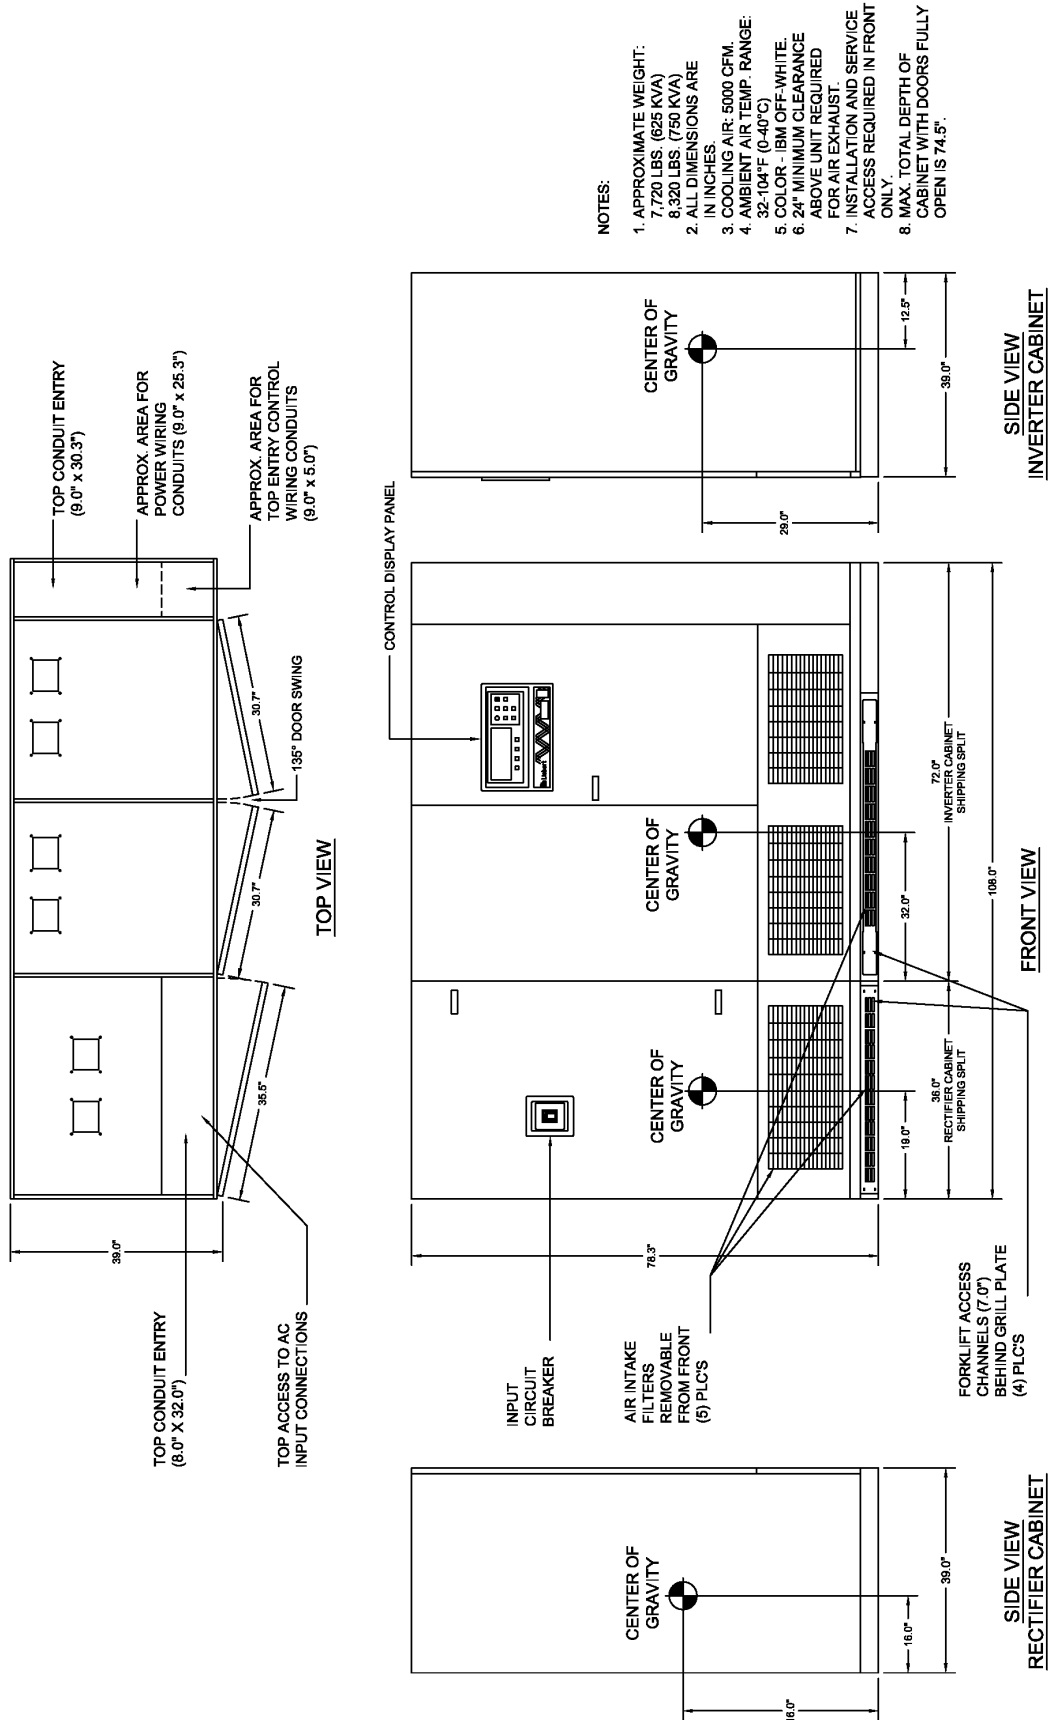 TOP CONDUIT ENTRY
(8.0" X 32.0")
TOP ACCESS TO AC
INPUT CONNECTIONS
39.0"
35.5"
30.7"
30.7"
135° DOOR SWING
TOP VIEW
TOP CONDUIT ENTRY
(9.0" x 30.3")
APPROX. AREA FOR
POWER WIRING
CONDUITS (9.0" x 25.3")
APPROX. AREA FOR
TOP ENTRY CONTROL
WIRING CONDUITS
(9.0" x 5.0")
CENTER OF
GRAVITY
16.0"
16.0"
39.0"
SIDE VIEW
RECTIFIER CABINET
INPUT
CIRCUIT
BREAKER
AIR INTAKE
FILTERS
REMOVABLE
FROM FRONT
(5) PLC'S
FORKLIFT ACCESS
CHANNELS (7.0")
BEHIND GRILL PLATE
(4) PLC'S
78.3"
CENTER OF
GRAVITY
CENTER OF
GRAVITY
CONTROL DISPLAY PANEL
Liebert
19.0"
32.0"
36.0"
RECTIFIER CABINET
SHIPPING SPLIT
72.0"
INVERTER CABINET
SHIPPING SPLIT
108.0"
FRONT VIEW
CENTER OF
GRAVITY
29.0"
12.5"
39.0"
SIDE VIEW
INVERTER CABINET
NOTES:
1. APPROXIMATE WEIGHT:
7,720 LBS. (625 KVA)
8,320 LBS. (750 KVA)
2. ALL DIMENSIONS ARE
IN INCHES.
3. COOLING AIR: 5000 CFM.
4. AMBIENT AIR TEMP. RANGE:
32-104°F (0-40°C)
5. COLOR - IBM OFF-WHITE.
6. 24" MINIMUM CLEARANCE
ABOVE UNIT REQUIRED
FOR AIR EXHAUST.
7. INSTALLATION AND SERVICE
ACCESS REQUIRED IN FRONT
ONLY.
8. MAX. TOTAL DEPTH OF
CABINET WITH DOORS FULLY
OPEN IS 74.5".